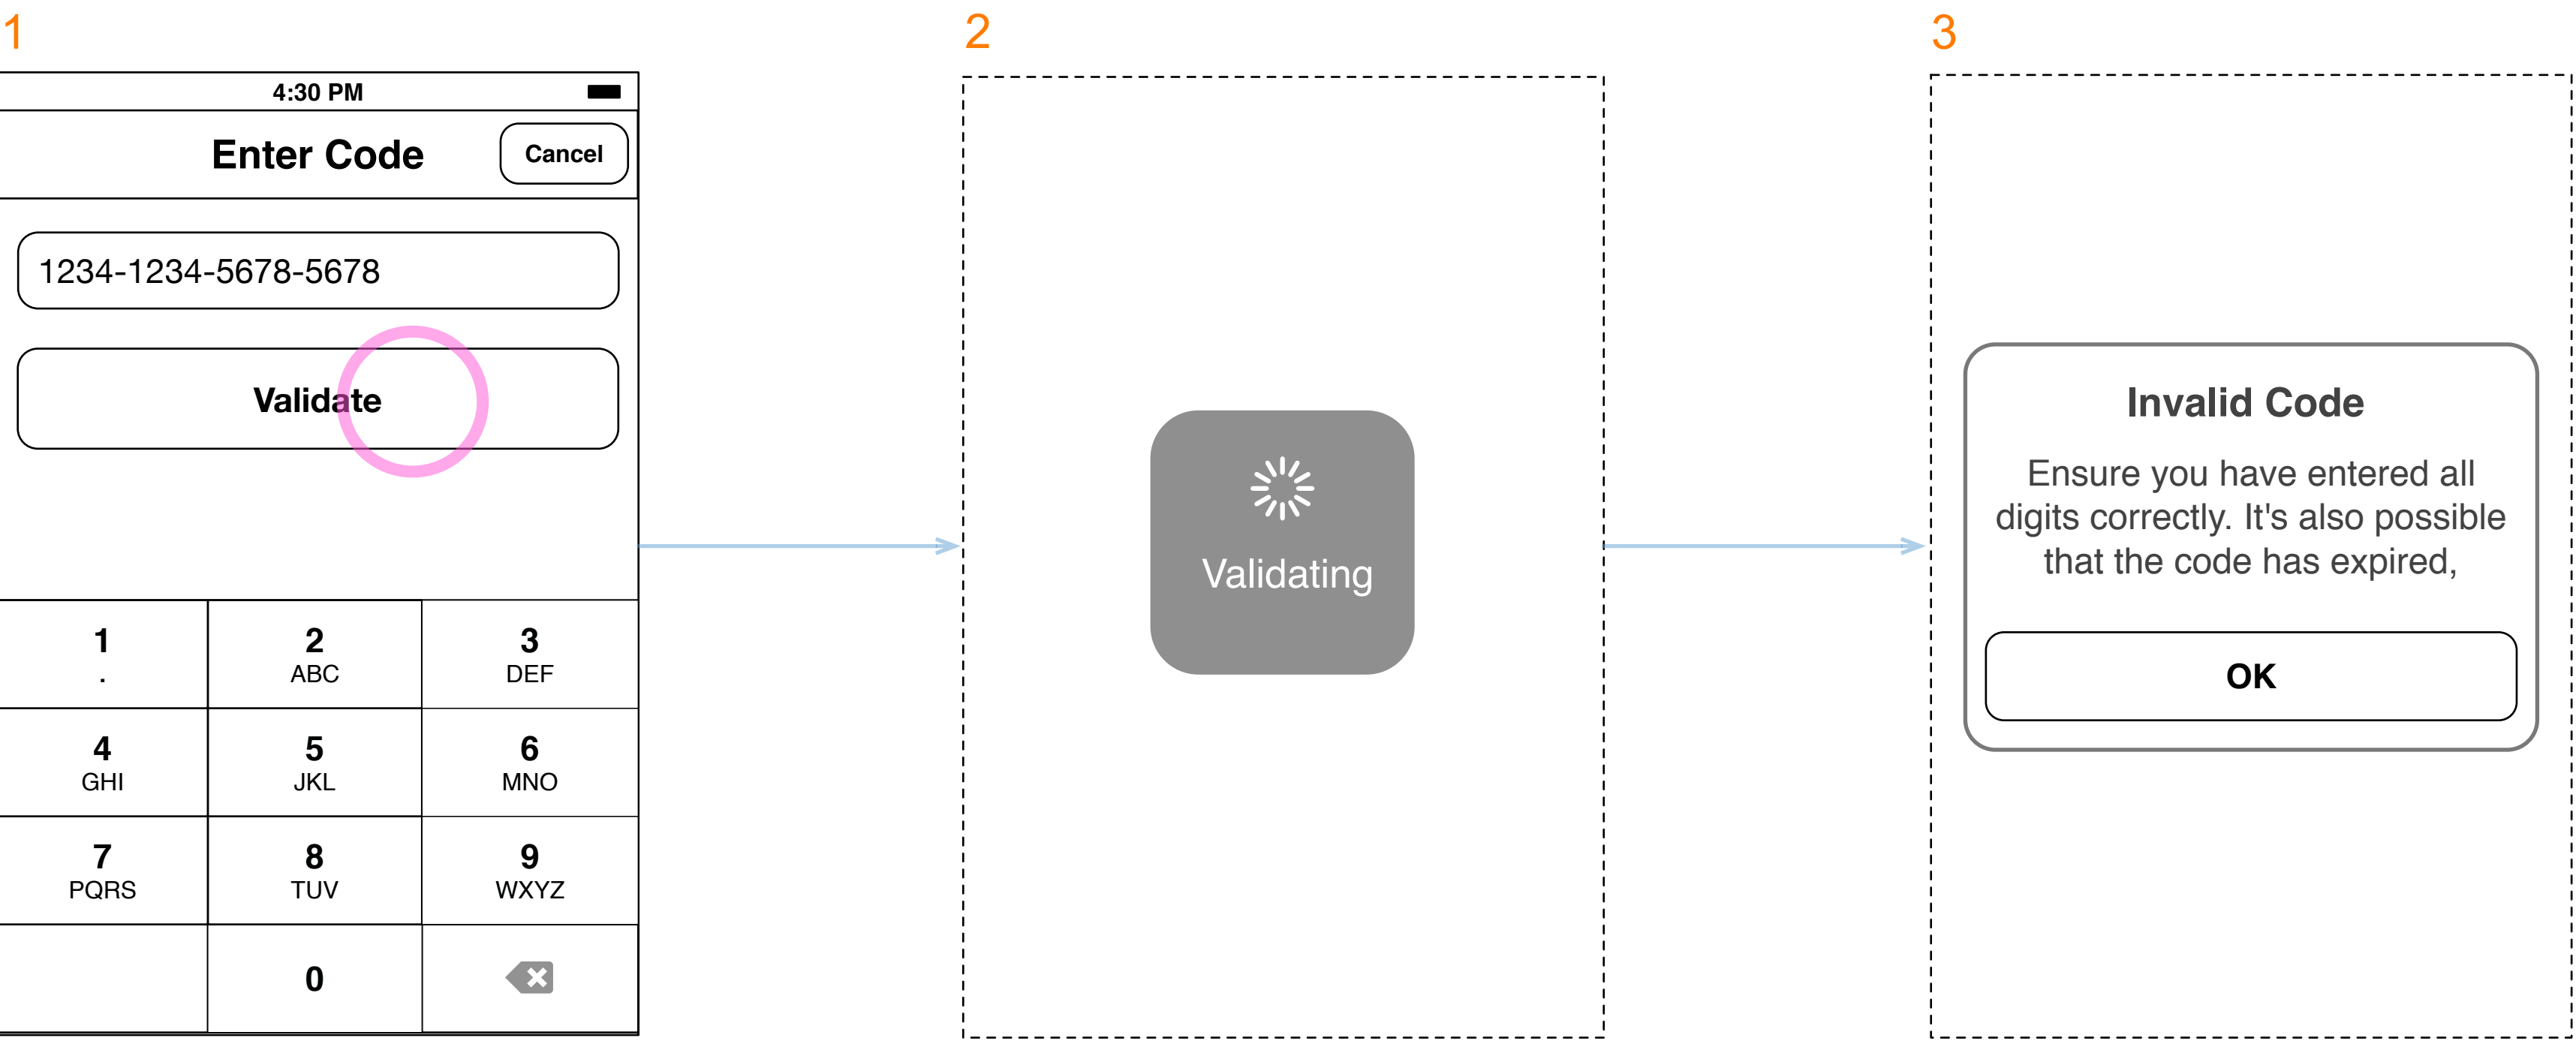 1
4:30 PM
Enter Code
Cancel
1234-1234-5678-5678
Validate
1
.
2
ABC
3
DEF
4
GHI
5
JKL
6
MNO
7
PQRS
8
TUV
9
WXYZ
0
2
Validating
3
Invalid Code
Ensure you have entered all
digits correctly. It's also possible
that the code has expired,
OK